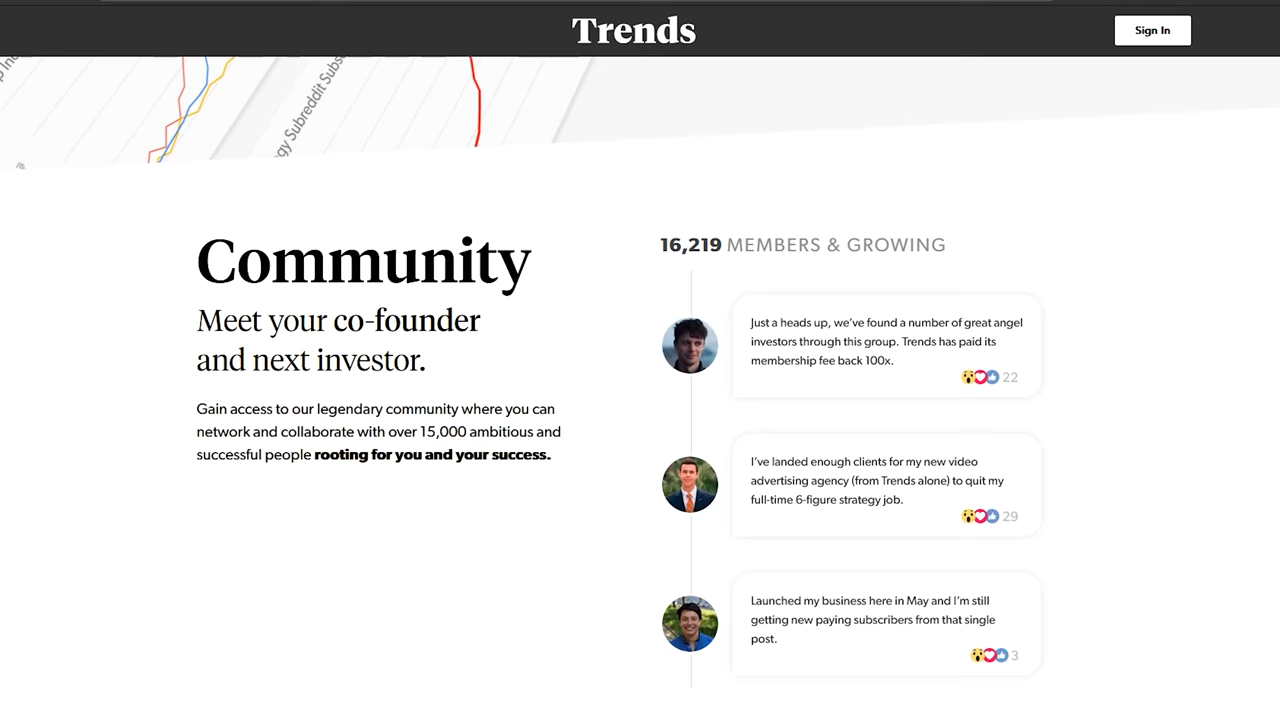 Trends
Sign In
gy Subreddit Subs
Community
Meet your co-founder
and next investor.
Gain access to our legendary community where you can
network and collaborate with over 15,000 ambitious and
successful people rooting for you and your success.
16,219 MEMBERS & GROWING
Just a heads up, we've found a number of great angel
investors through this group. Trends has paid its
membership fee back 100x.
22
I've landed enough clients for my new video
advertising agency (from Trends alone) to quit my
full-time 6-figure strategy job.
29
Launched my business here in May and I'm still
getting new paying subscribers from that single
post.
3